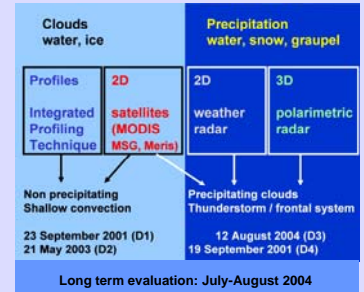 Clouds
water, ice
Precipitation
water, snow, graupel
Profiles
Integrated
Profiling
Technique
2D
satellites
(MODIS
MSG, Meris)
2D
weather
radar
3D
polarimetric
radar
Non precipitating
Shallow convection
Precipitating clouds
Thunderstorm / frontal system
23 September 2001 (D1)
21 May 2003 (D2)
12 August 2004 (D3)
19 September 2001 (D4)
Long term evaluation: July-August 2004